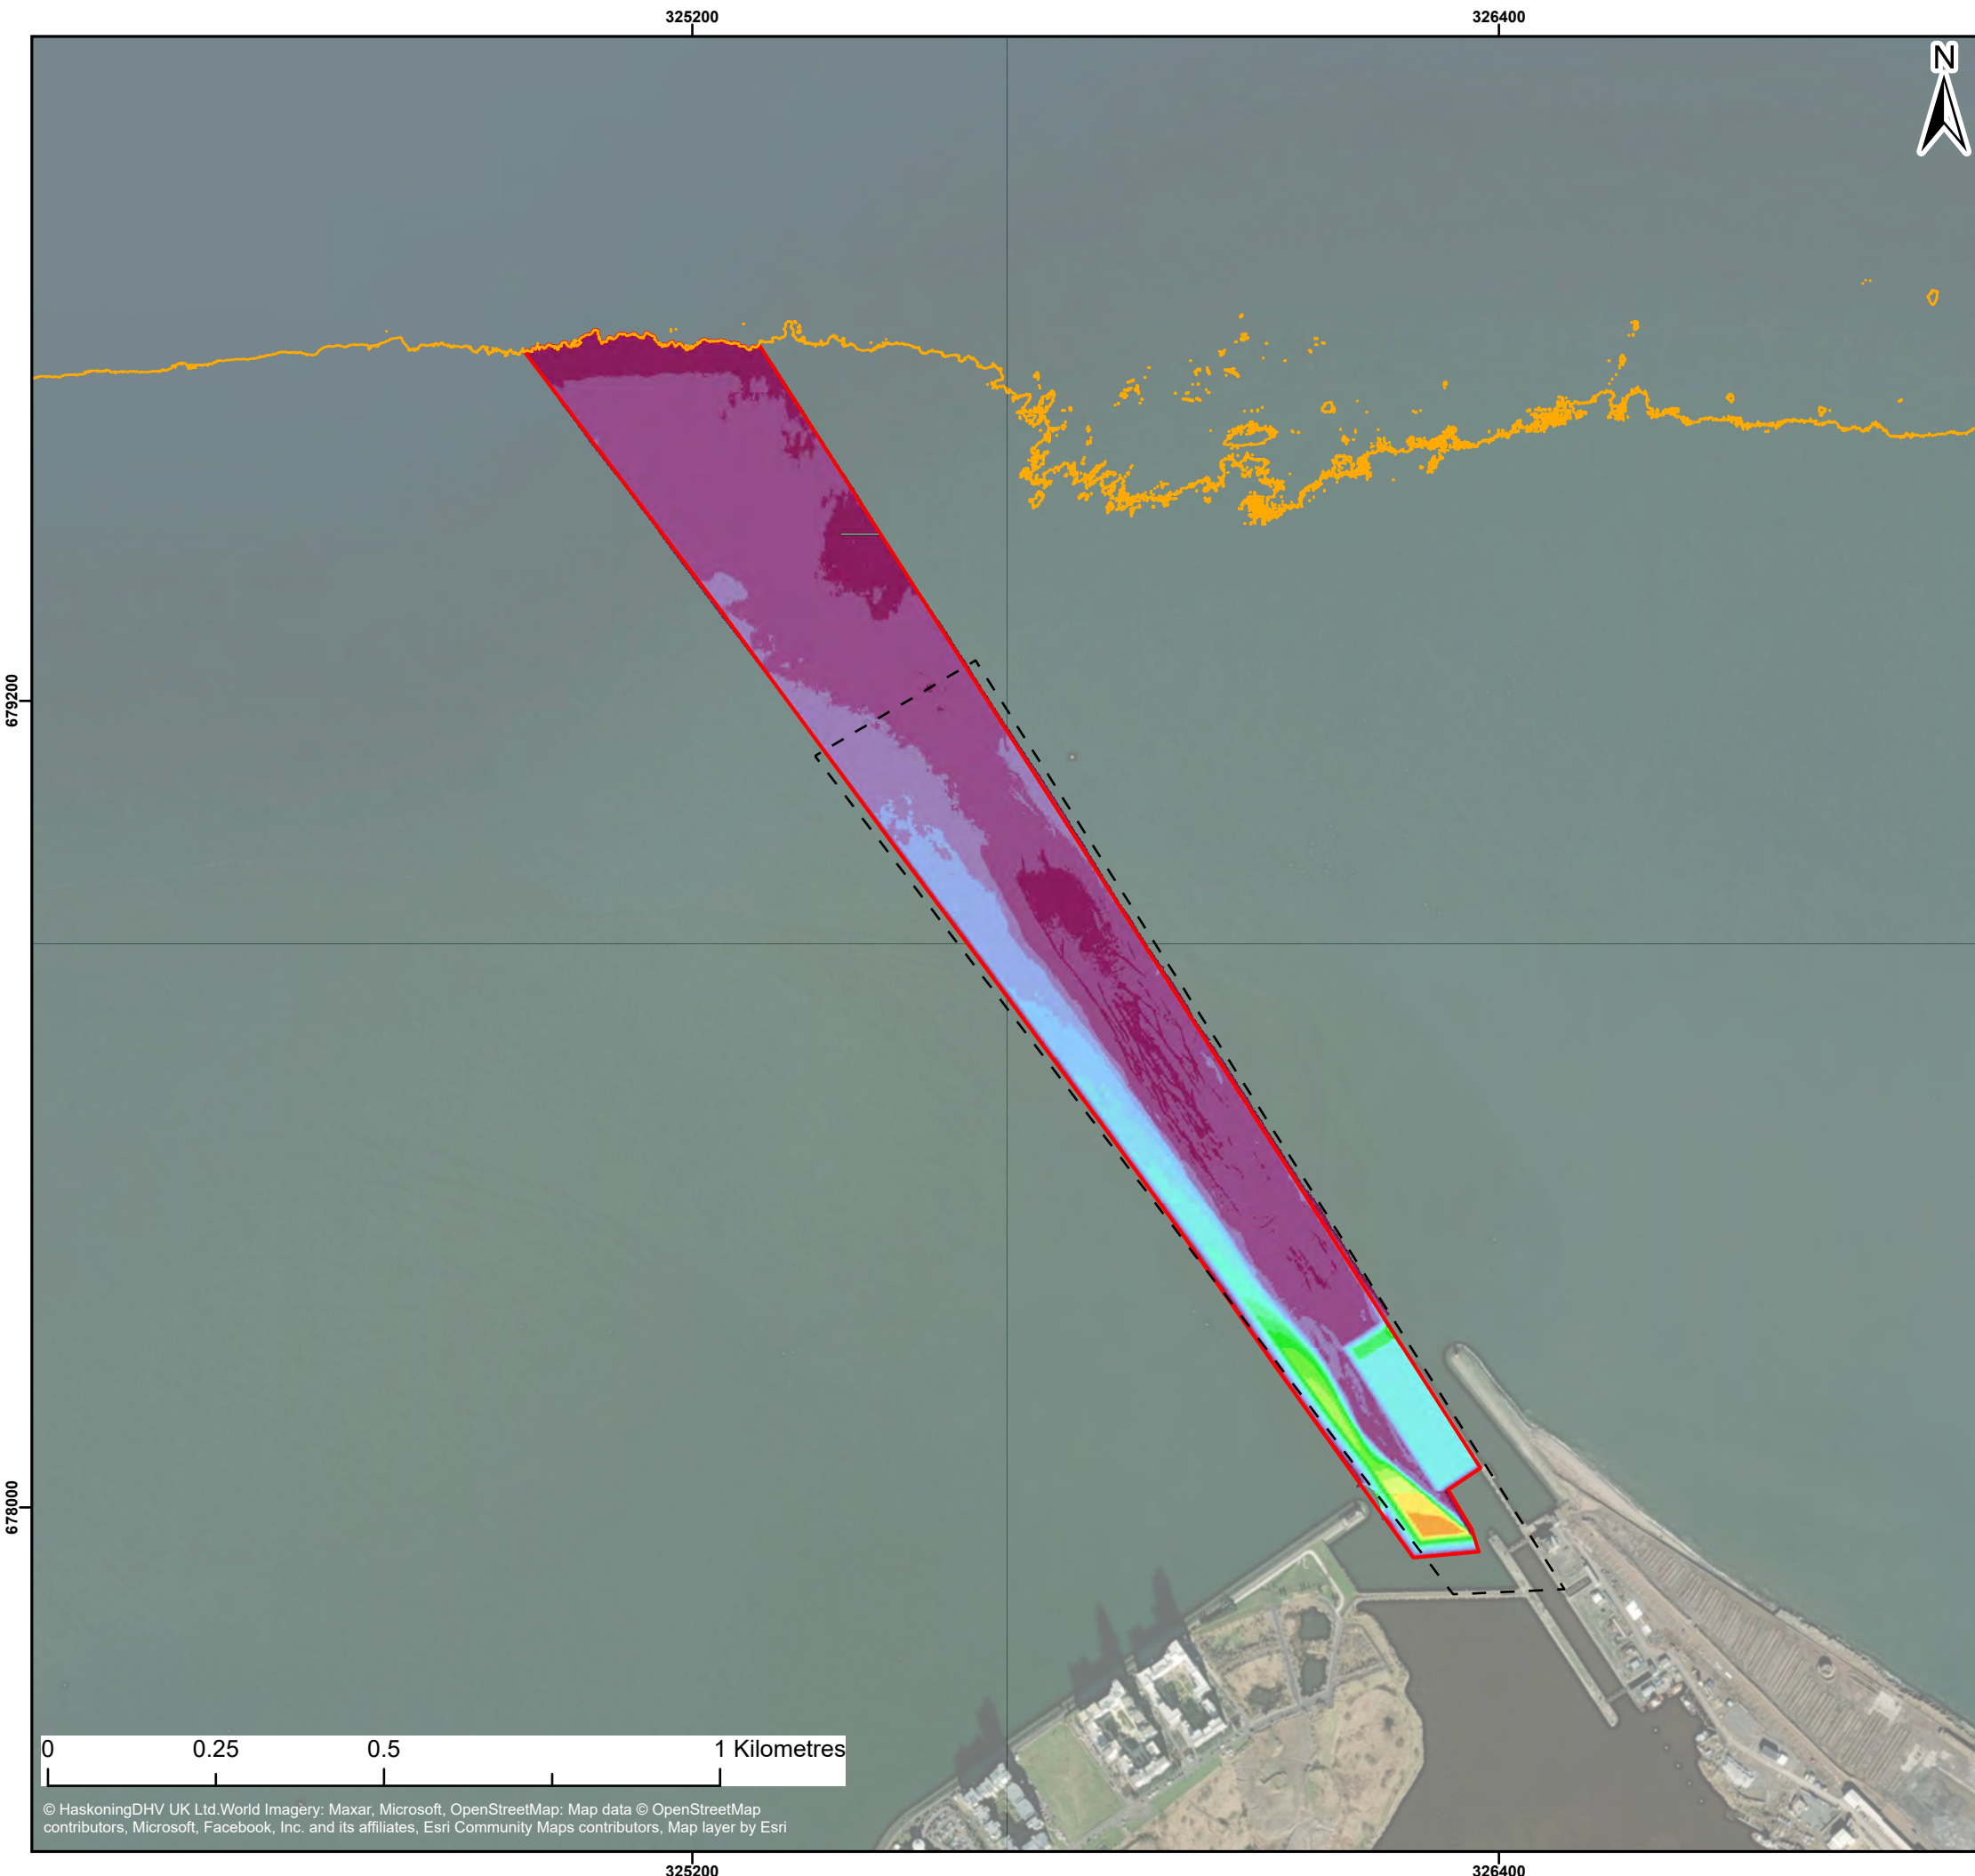 325200 326400
N
679200
678000
0 0.25 0.5 1 Kilometres
© HaskoningDHV UK Ltd.World Imagery: Maxar, Microsoft, OpenStreetMap: Map data © OpenStreetMap
contributors, Microsoft, Facebook, Inc. and its affiliates, Esri Community Maps contributors, Map layer by Esri
325200 326400